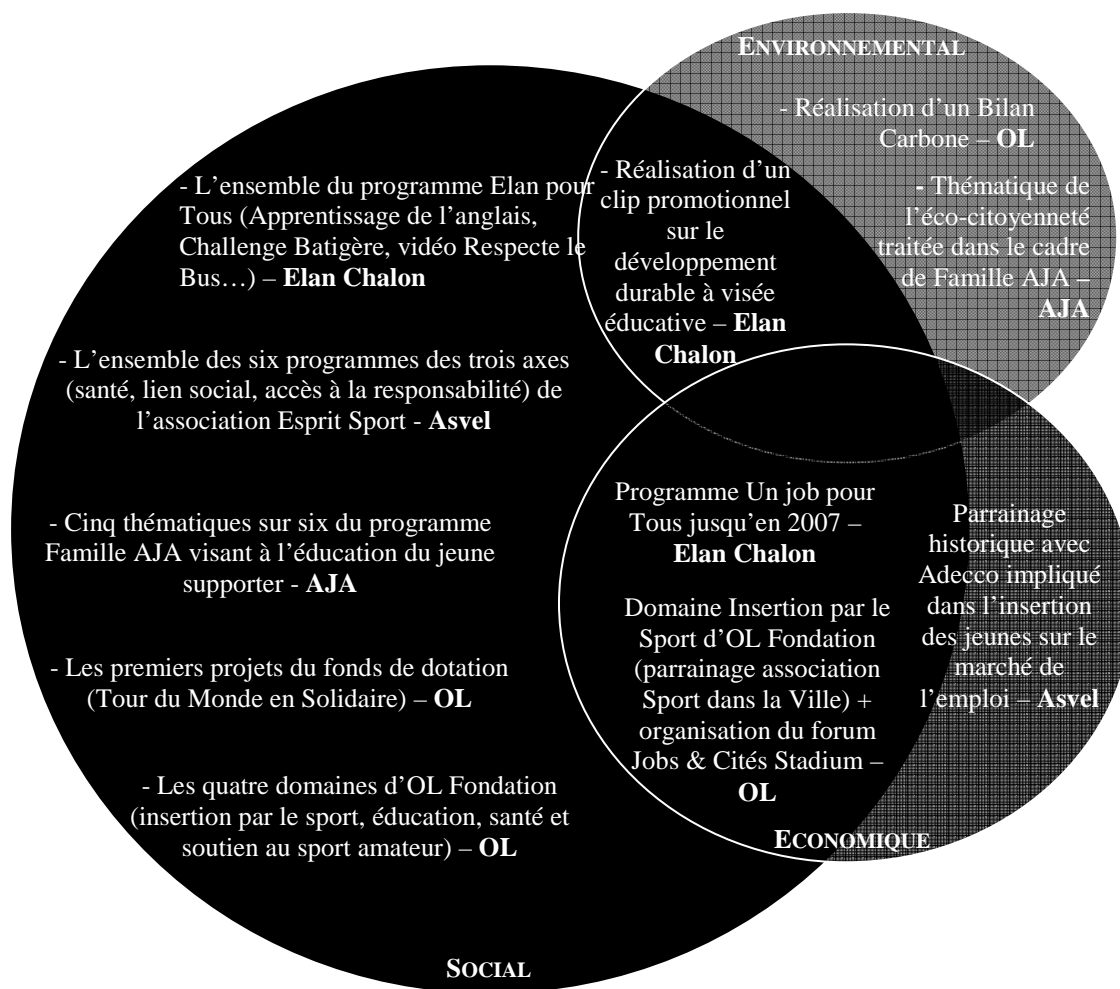 ENVIRONNEMENTAL
- Réalisation d’un Bilan
Carbone – OL
- Thématique de
l’éco-citoyenneté
traitée dans le cadre
de Famille AJA –
AJA
- Réalisation d’un
clip promotionnel
sur le
développement
durable à visée
éducative – Elan
Chalon
- L’ensemble du programme Elan pour
Tous (Apprentissage de l’anglais,
Challenge Batigère, vidéo Respecte le
Bus…) – Elan Chalon
- L’ensemble des six programmes des trois axes
(santé, lien social, accès à la responsabilité) de
l’association Esprit Sport - Asvel
- Cinq thématiques sur six du programme
Famille AJA visant à l’éducation du jeune
supporter - AJA
- Les premiers projets du fonds de dotation
(Tour du Monde en Solidaire) – OL
- Les quatre domaines d’OL Fondation
(insertion par le sport, éducation, santé et
soutien au sport amateur) – OL
SOCIAL
Programme Un job pour
Tous jusqu’en 2007 –
Elan Chalon
Domaine Insertion par le
Sport d’OL Fondation
(parrainage association
Sport dans la Ville) +
organisation du forum
Jobs & Cités Stadium –
OL
Parrainage
historique avec
Adecco impliqué
dans l’insertion
des jeunes sur le
marché de
l’emploi – Asvel
ECONOMIQUE